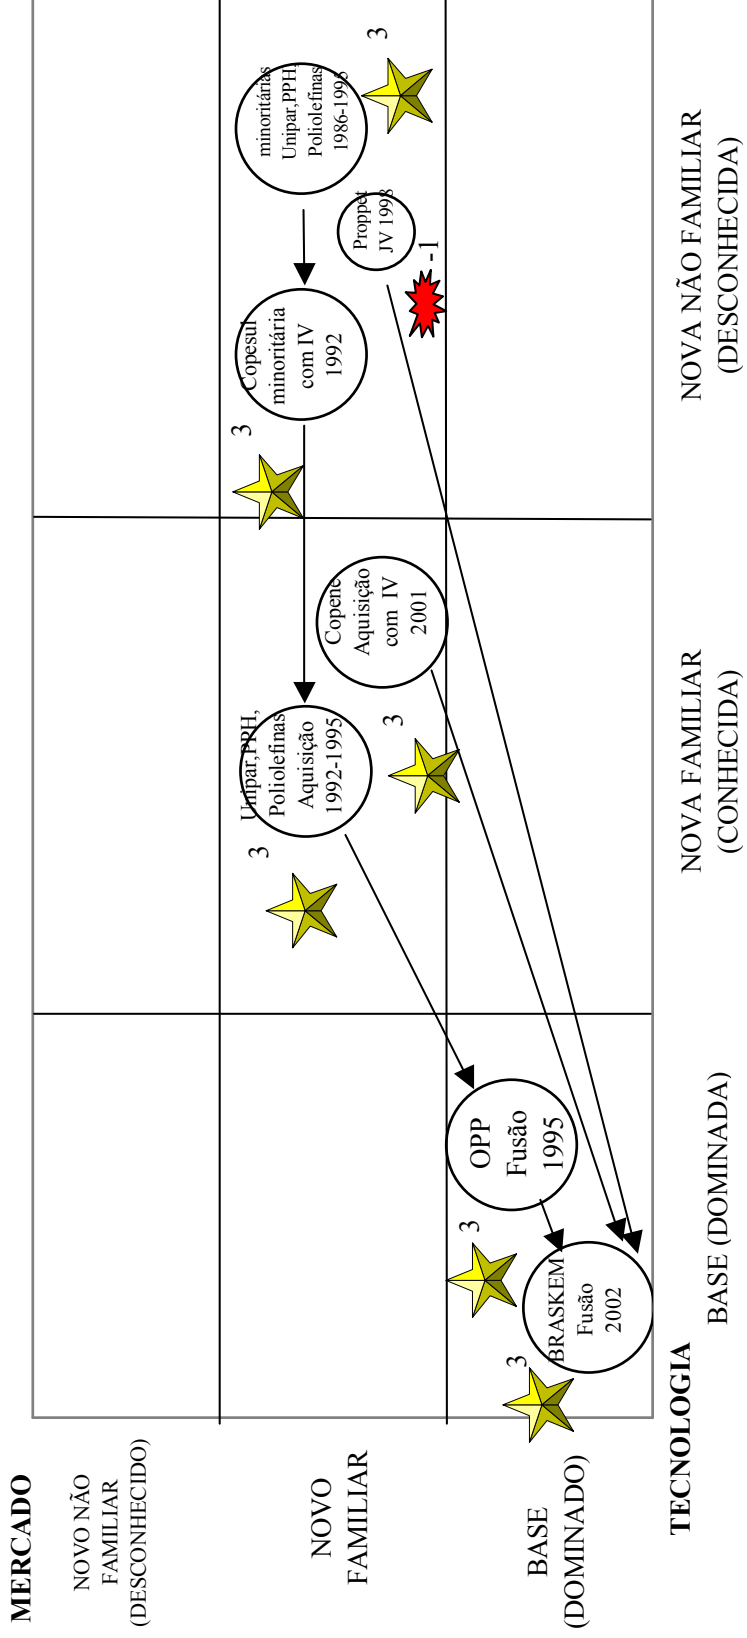 MERCADO
NOVO NÃO
FAMILIAR
(DESCONHECIDO)
NOVO
FAMILIAR
BASE
(DOMINADO)
Unipar,PPH,
Poliolefinas
Aquisição
1992-1995
3
Copene
Aquisição
com IV
2001
3
Copesul
minoritária
com IV
1992
3
minoritárias
Unipar,PPH,
Poliolefinas
1986-1995
3
Proppet
JV 1998
-1
OPP
Fusão
1995
3
BRASKEM
Fusão
2002
3
TECNOLOGIA
BASE (DOMINADA)
NOVA FAMILIAR
(CONHECIDA)
NOVA NÃO FAMILIAR
(DESCONHECIDA)